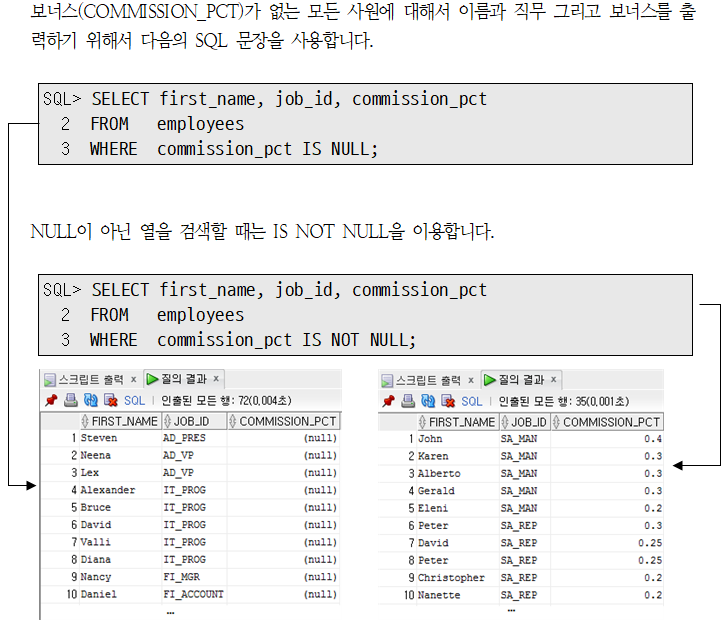 보너스(COMMISSION_PCT)가 없는 모든 사원에 대해서 이름과 직무 그리고 보너스를 출
력하기 위해서 다음의 SQL 문장을 사용합니다.
SQL> SELECT first_name, job_id, commission_pct
2 FROM employees
3 WHERE commission_pct IS NULL;
NULL이 아닌 열을 검색할 때는 IS NOT NULL을 이용합니다.
SQL> SELECT first_name, job_id, commission_pct
2 FROM employees
3 WHERE commission_pct IS NOT NULL;
스크립트 출력 x 질의 결과 x
SQL | 인출된 모든 행: 72(0,004초)
FIRST_NAME JOB_ID COMMISSION_PCT
1 Steven AD_PRES (null)
2 Neena AD_VP (null)
3 Lex AD_VP (null)
4 Alexander IT_PROG (null)
5 Bruce IT_PROG (null)
6 David IT_PROG (null)
7 Valli IT_PROG (null)
8 Diana IT_PROG (null)
9 Nancy FI_MGR (null)
10 Daniel FI_ACCOUNT (null)
...
스크립트 출력 x 질의 결과 x
SQL | 인출된 모든 행: 35(0,001초)
FIRST_NAME JOB_ID COMMISSION_PCT
1 John SA_MAN 0.4
2 Karen SA_MAN 0.3
3 Alberto SA_MAN 0.3
4 Gerald SA_MAN 0.3
5 Eleni SA_MAN 0.2
6 Peter SA_REP 0.3
7 David SA_REP 0.25
8 Peter SA_REP 0.25
9 Christopher SA_REP 0.2
10 Nanette SA_REP 0.2
...